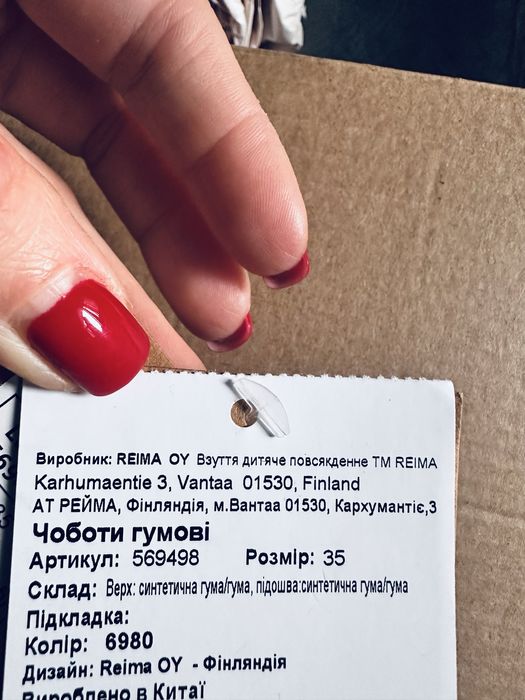 Виробник: REIMA OY Взуття дитяче повсякденне ТМ REIMA
Karhumaentie 3, Vantaa 01530, Finland
АТ РЕЙМА, Фінляндія, м.Вантаа 01530, Кархумантіє,3
Чоботи гумові
Артикул: 569498 Розмір: 35
Склад: Верх: синтетична гума/гума, підошва:синтетична гума/гума
Підкладка:
Колір: 6980
Дизайн: Reima OY - Фінляндія
Вироблено в Китаї